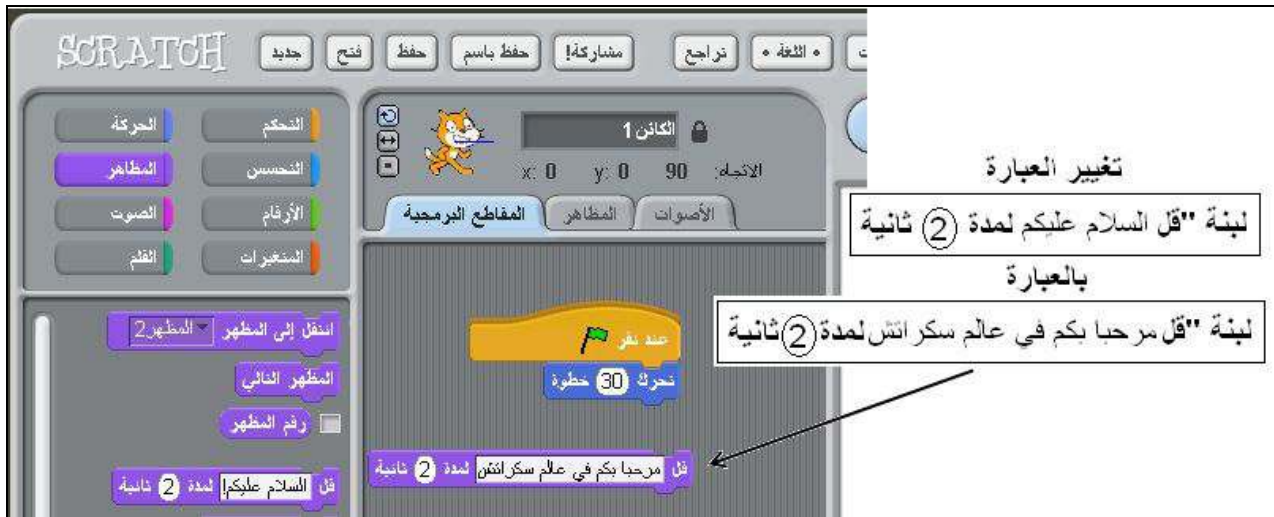 SCRATCH
جديد
فتح
حفظ
حفظ باسم
مشاركة!
تراجع
• اللغة •
ت
الحركة
التحكم
المظاهر
التحسس
الصوت
الأرقام
القلم
المتغيرات
الكائن 1
x: 0 y: 0 90 الاتجاه:
المقاطع البرمجية
المظاهر
الأصوات
تغيير العبارة
لبنة "قل السلام عليكم لمدة 2 ثانية
بالعبارة
لبنة "قل مرحبا بكم في عالم سكراتش لمدة 2 ثانية
انتقل إلى المظهر المظهر2
المظهر التالي
رقم المظهر
قل السلام عليكم! لمدة 2 ثانية
عند نقر
تحرك 30 خطوة
قل مرحبا بكم في عالم سكراتش لمدة 2 ثانية